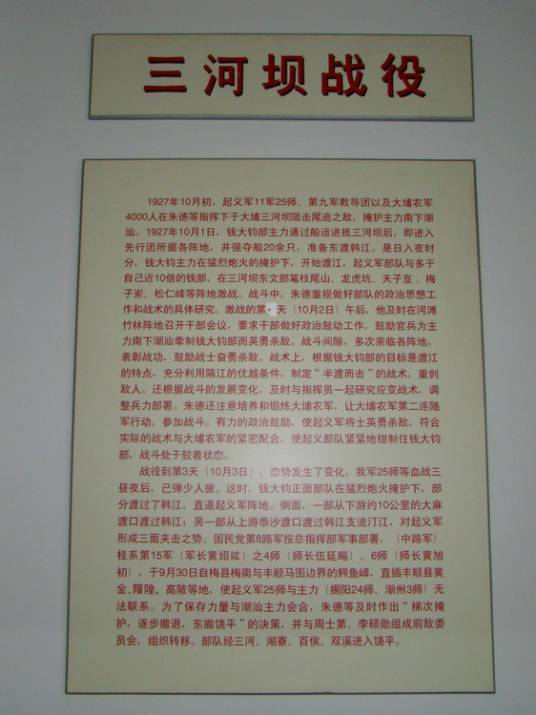 三河坝战役
1927年10月初，起义军11军25师、第九军教导团以及大埔农军
4000人在朱德等指挥下于大埔三河坝阻击尾追之敌，掩护主力南下潮
汕。1927年10月1日，钱大钧部主力通过船运进抵三河坝后，即进入
先行团所据各阵地，并强夺船20余只，准备东渡韩江。是日入夜时
分，钱大钧主力在猛烈炮火的掩护下，开始渡江，起义军部队与多于
自己近10倍的钱部，在三河坝东文部笔枝尾山、龙虎坑、天子岽、梅
子岽、松仁峰等阵地激战。战斗中，朱德重视做好部队的政治思想工
作和战术的具体研究。激战的第 天（10月2日）午后，他及时在河滩
竹林阵地召开干部会议，要求干部做好政治鼓动工作，鼓励官兵为主
力南下潮汕牵制钱大钧部而英勇杀敌。战斗间隙，多次亲临各阵地，
表彰战功，鼓励战士奋勇杀敌。战术上，根据钱大钧部的目标是渡江
的特点，充分利用隔江的优越条件，制定“半渡而击”的战术，重创
敌人。还根据战斗的发展变化，及时与指挥员一起研究应变战术，调
整兵力部署。朱德还注意培养和锻炼大埔农军，让大埔农军第二连随
军行动，参加战斗。有力的政治鼓励，使起义军将士英勇杀敌，符合
实际的战术与大埔农军的紧密配合，使起义部队紧紧地钳制住钱大钧
部，战斗处于胶着状态。
战役到第3天（10月3日），态势发生了变化。我军25师等血战三
昼夜后，已弹少人疲。这时，钱大钧正面部队在猛烈炮火掩护下，部
分渡过了韩江，直逼起义军阵地。侧面，一部从下游约10公里的大麻
渡口渡过韩江；另一部从上游恭沙渡口渡过韩江支流汀江，对起义军
形成三面夹击之势。国民党第8路军按总指挥部军事部署，（中路军）
桂系第15军（军长黄绍竑）之4师（师长伍延飏）、6师（师长黄旭
初），于9月30日自梅县梅南与丰顺马图边界的鳄鱼嶂，直插丰顺县黄
金、隍、高陂等地，使起义军25师与主力（揭阳24师、潮州3师）无
法联系。为了保存力量与潮汕主力会合，朱德等及时作出“梯次掩
护，逐步撤退，东撤饶平”的决策，并与周士第、李硕勋组成前敌委
员会，组织转移。部队经三河、湖寮、百侯、双溪进入饶平。